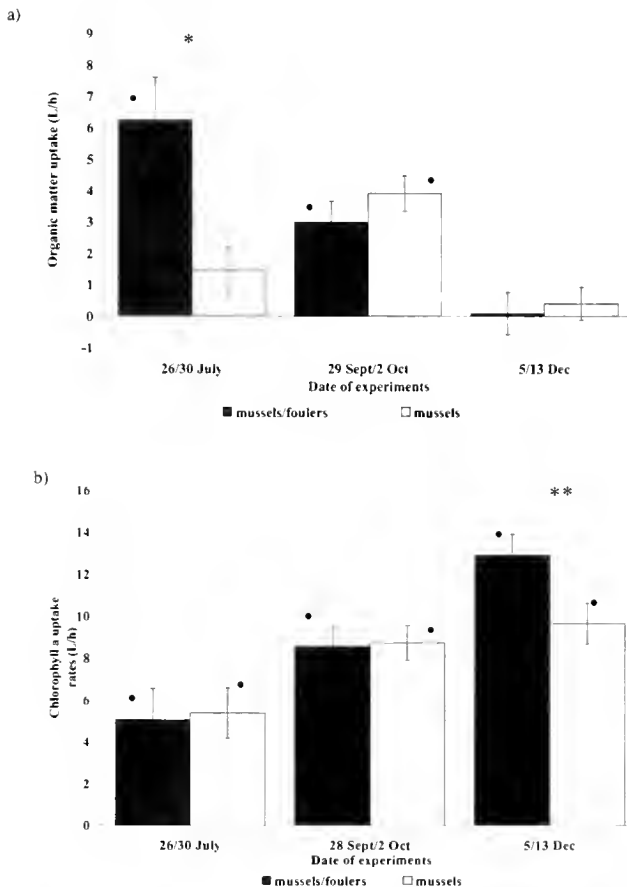 a)
*
9
8
7
6
5
4
3
2
1
0
-1
Organic matter uptake (L/h)
26/30 July 29 Sept/2 Oct 5/13 Dec
Date of experiments
mussels/foulers mussels
b)
**
16
14
12
10
8
6
4
2
0
Chlorophyll a uptake
rates (L/h)
26/30 July 28 Sept/2 Oct 5/13 Dec
Date of experiments
mussels/foulers mussels